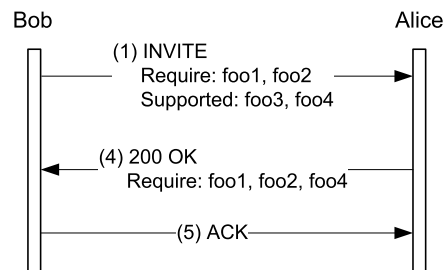 Bob
Alice
(1) INVITE
Require: foo1, foo2
Supported: foo3, foo4
(4) 200 OK
Require: foo1, foo2, foo4
(5) ACK